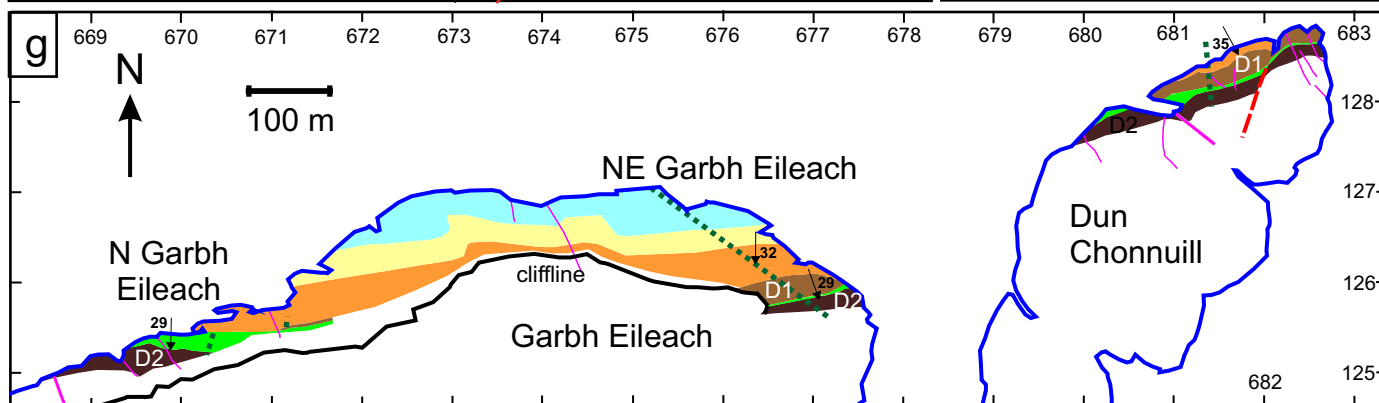 g
669 670 671 672 673 674 675 676 677 678 679 680 681 683
N
100 m
35
D1
128
D2
NE Garbh Eileach
127
Dun
Chonnuill
N Garbh
Eileach
32
cliffline
29
D1
D2
126
29
D2
Garbh Eileach
682
125